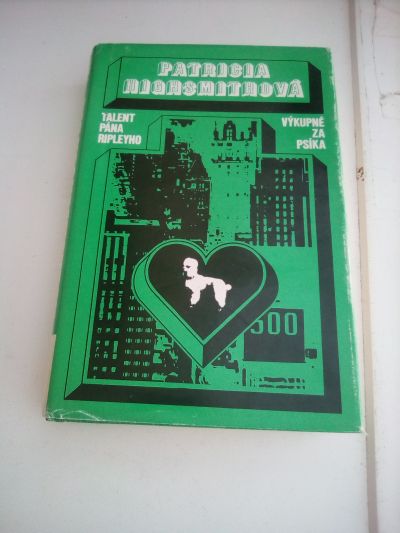 PATRICIA
HIGHSMITHOVÁ
TALENT
PÁNA
RIPLEYHO
VÝKUPNÉ
ZA
PSÍKA
500